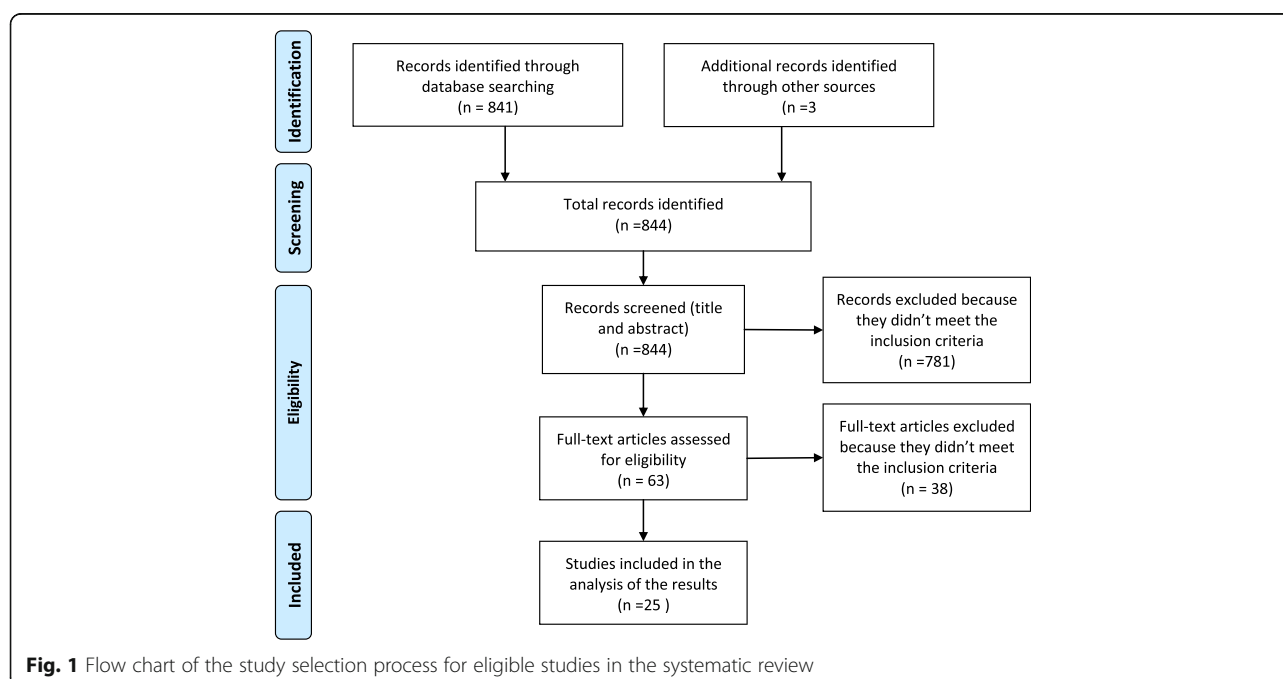 Identification
Records identified through
database searching
(n = 841)
Additional records identified
through other sources
(n =3
Screening
Total records identified
(n =844)
Eligibility
Records screened (title
and abstract)
(n =844)
Records excluded because
they didn’t meet the
inclusion criteria
(n =781)
Full-text articles assessed
for eligibility
(n = 63)
Full-text articles excluded
because they didn’t meet
the inclusion criteria
(n = 38)
Included
Studies included in the
analysis of the results
(n =25 )
Fig. 1 Flow chart of the study selection process for eligible studies in the systematic review